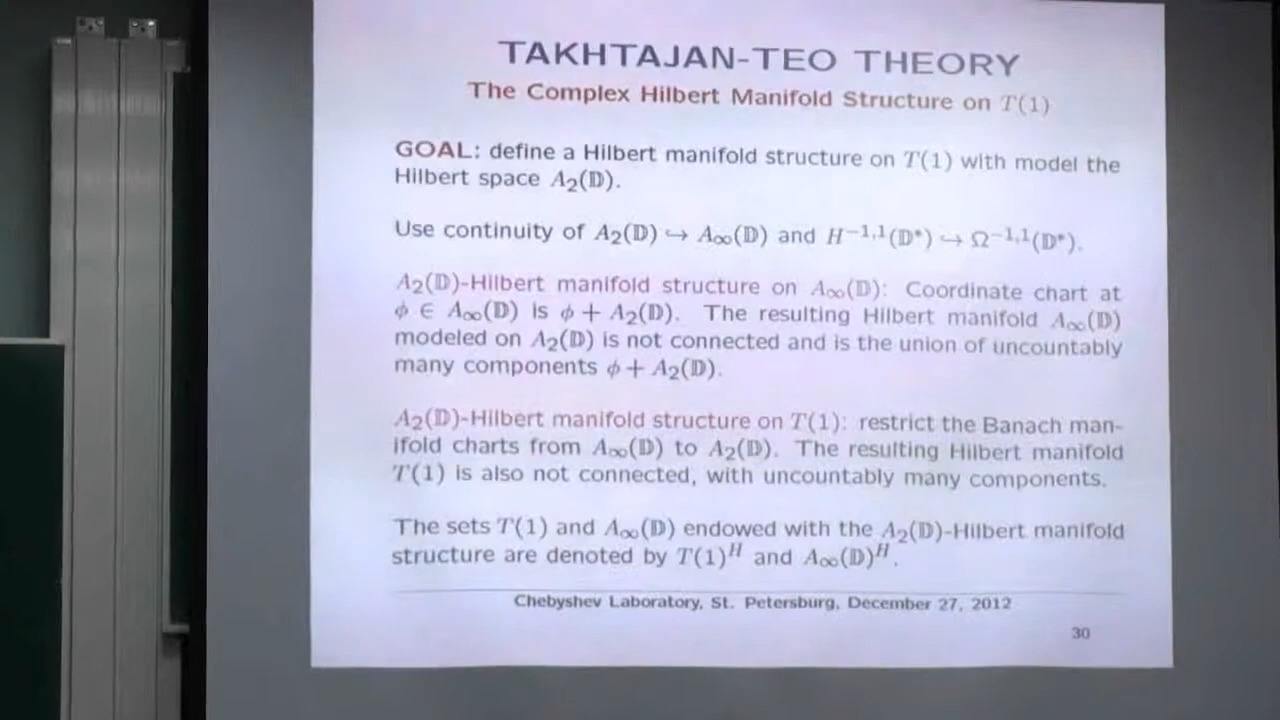 TAKHTAJAN-TEO THEORY
The Complex Hilbert Manifold Structure on T(1)
GOAL: define a Hilbert manifold structure on T(1) with model the
Hilbert space A₂(𝔻).
Use continuity of A₂(𝔻) ↪ A∞(𝔻) and H⁻¹,¹(𝔻*) ↪ Ω⁻¹,¹(𝔻*).
A₂(𝔻)-Hilbert manifold structure on A∞(𝔻): Coordinate chart at
ϕ ∈ A∞(𝔻) is ϕ + A₂(𝔻). The resulting Hilbert manifold A∞(𝔻)
modeled on A₂(𝔻) is not connected and is the union of uncountably
many components ϕ + A₂(𝔻).
A₂(𝔻)-Hilbert manifold structure on T(1): restrict the Banach man-
ifold charts from A∞(𝔻) to A₂(𝔻). The resulting Hilbert manifold
T(1) is also not connected, with uncountably many components.
The sets T(1) and A∞(𝔻) endowed with the A₂(𝔻)-Hilbert manifold
structure are denoted by T(1)ᴴ and A∞(𝔻)ᴴ.
Chebyshev Laboratory, St. Petersburg, December 27, 2012
30